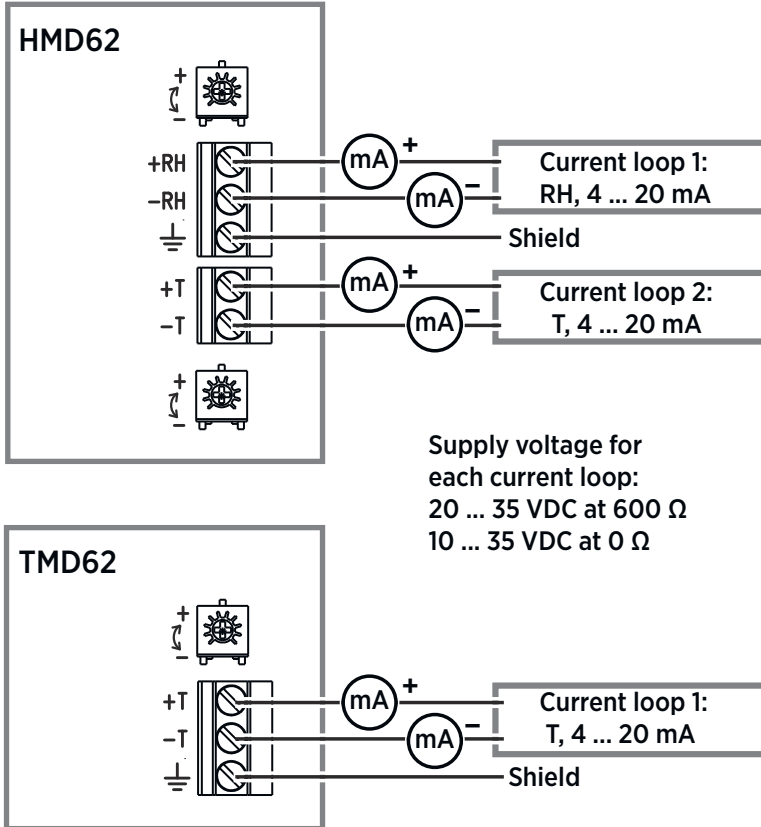 HMD62
+
−
+RH
mA
+
Current loop 1:
−RH
mA
−
RH, 4 ... 20 mA
Shield
+T
mA
+
Current loop 2:
−T
mA
−
T, 4 ... 20 mA
+
−
Supply voltage for
each current loop:
20 ... 35 VDC at 600 Ω
10 ... 35 VDC at 0 Ω
TMD62
+
−
+T
mA
+
Current loop 1:
−T
mA
−
T, 4 ... 20 mA
Shield